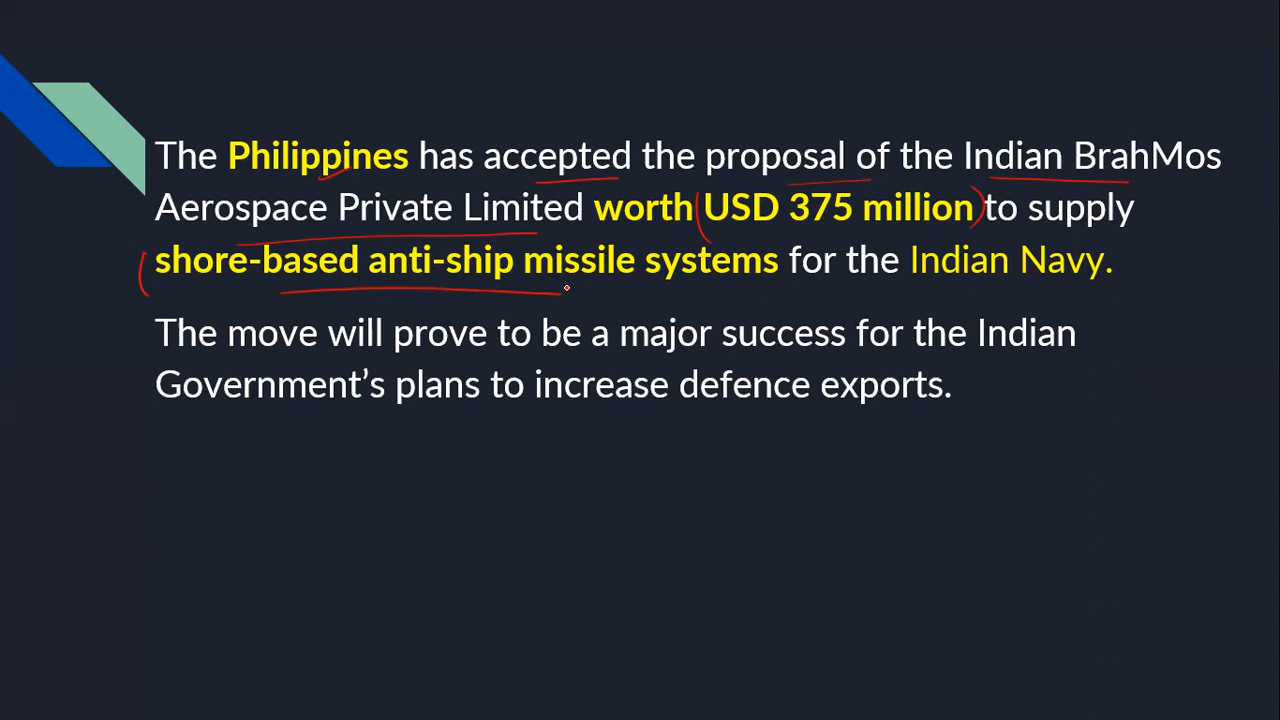 The Philippines has accepted the proposal of the Indian BrahMos
Aerospace Private Limited worth USD 375 million to supply
shore-based anti-ship missile systems for the Indian Navy.
The move will prove to be a major success for the Indian
Government’s plans to increase defence exports.